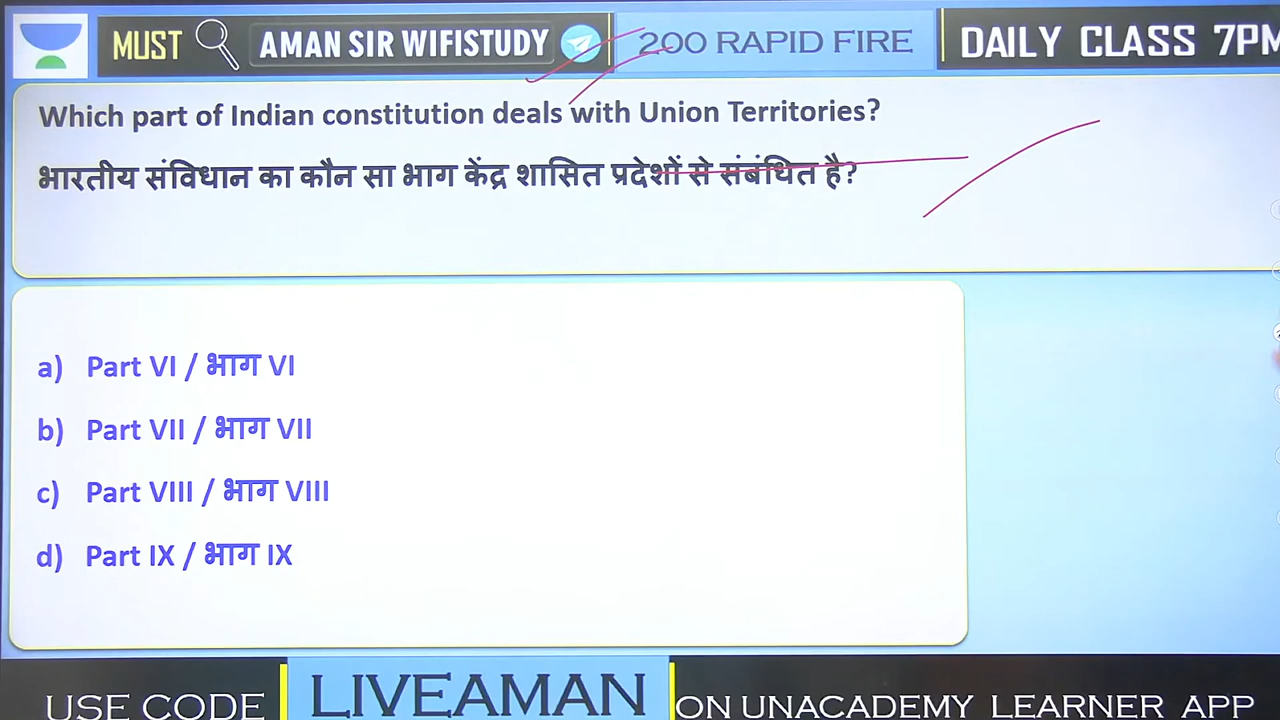 MUST AMAN SIR WIFISTUDY 200 RAPID FIRE DAILY CLASS 7PM
Which part of Indian constitution deals with Union Territories?
भारतीय संविधान का कौन सा भाग केंद्र शासित प्रदेशों से संबंधित है?
a) Part VI / भाग VI
b) Part VII / भाग VII
c) Part VIII / भाग VIII
d) Part IX / भाग IX
USE CODE LIVEAMAN ON UNACADEMY LEARNER APP